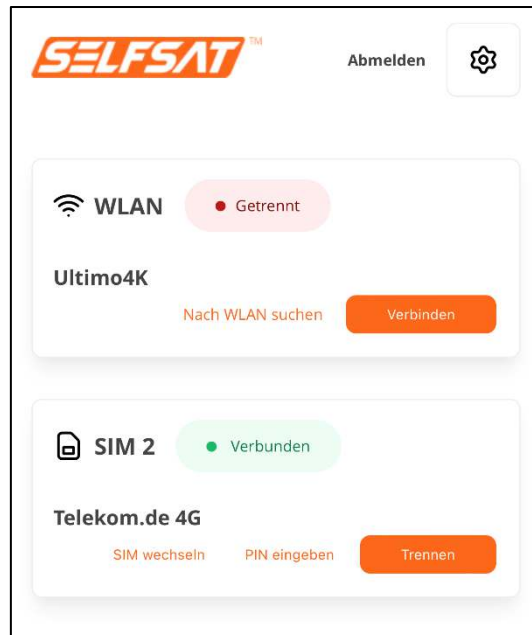 SELFSAT™
Abmelden
WLAN
Getrennt
Ultimo4K
Nach WLAN suchen
Verbinden
SIM 2
Verbunden
Telekom.de 4G
SIM wechseln
PIN eingeben
Trennen